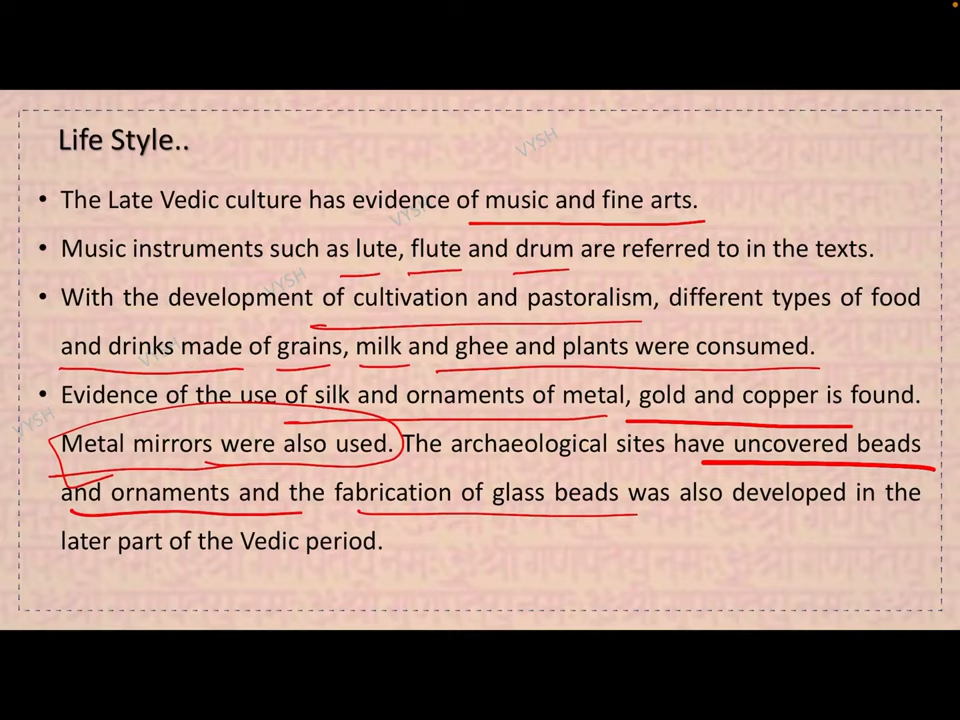 Life Style..
• The Late Vedic culture has evidence of music and fine arts.
• Music instruments such as lute, flute and drum are referred to in the texts.
• With the development of cultivation and pastoralism, different types of food
and drinks made of grains, milk and ghee and plants were consumed.
• Evidence of the use of silk and ornaments of metal, gold and copper is found.
Metal mirrors were also used. The archaeological sites have uncovered beads
and ornaments and the fabrication of glass beads was also developed in the
later part of the Vedic period.
VYSH
VYSH
VYSH
VYSH
VYSH